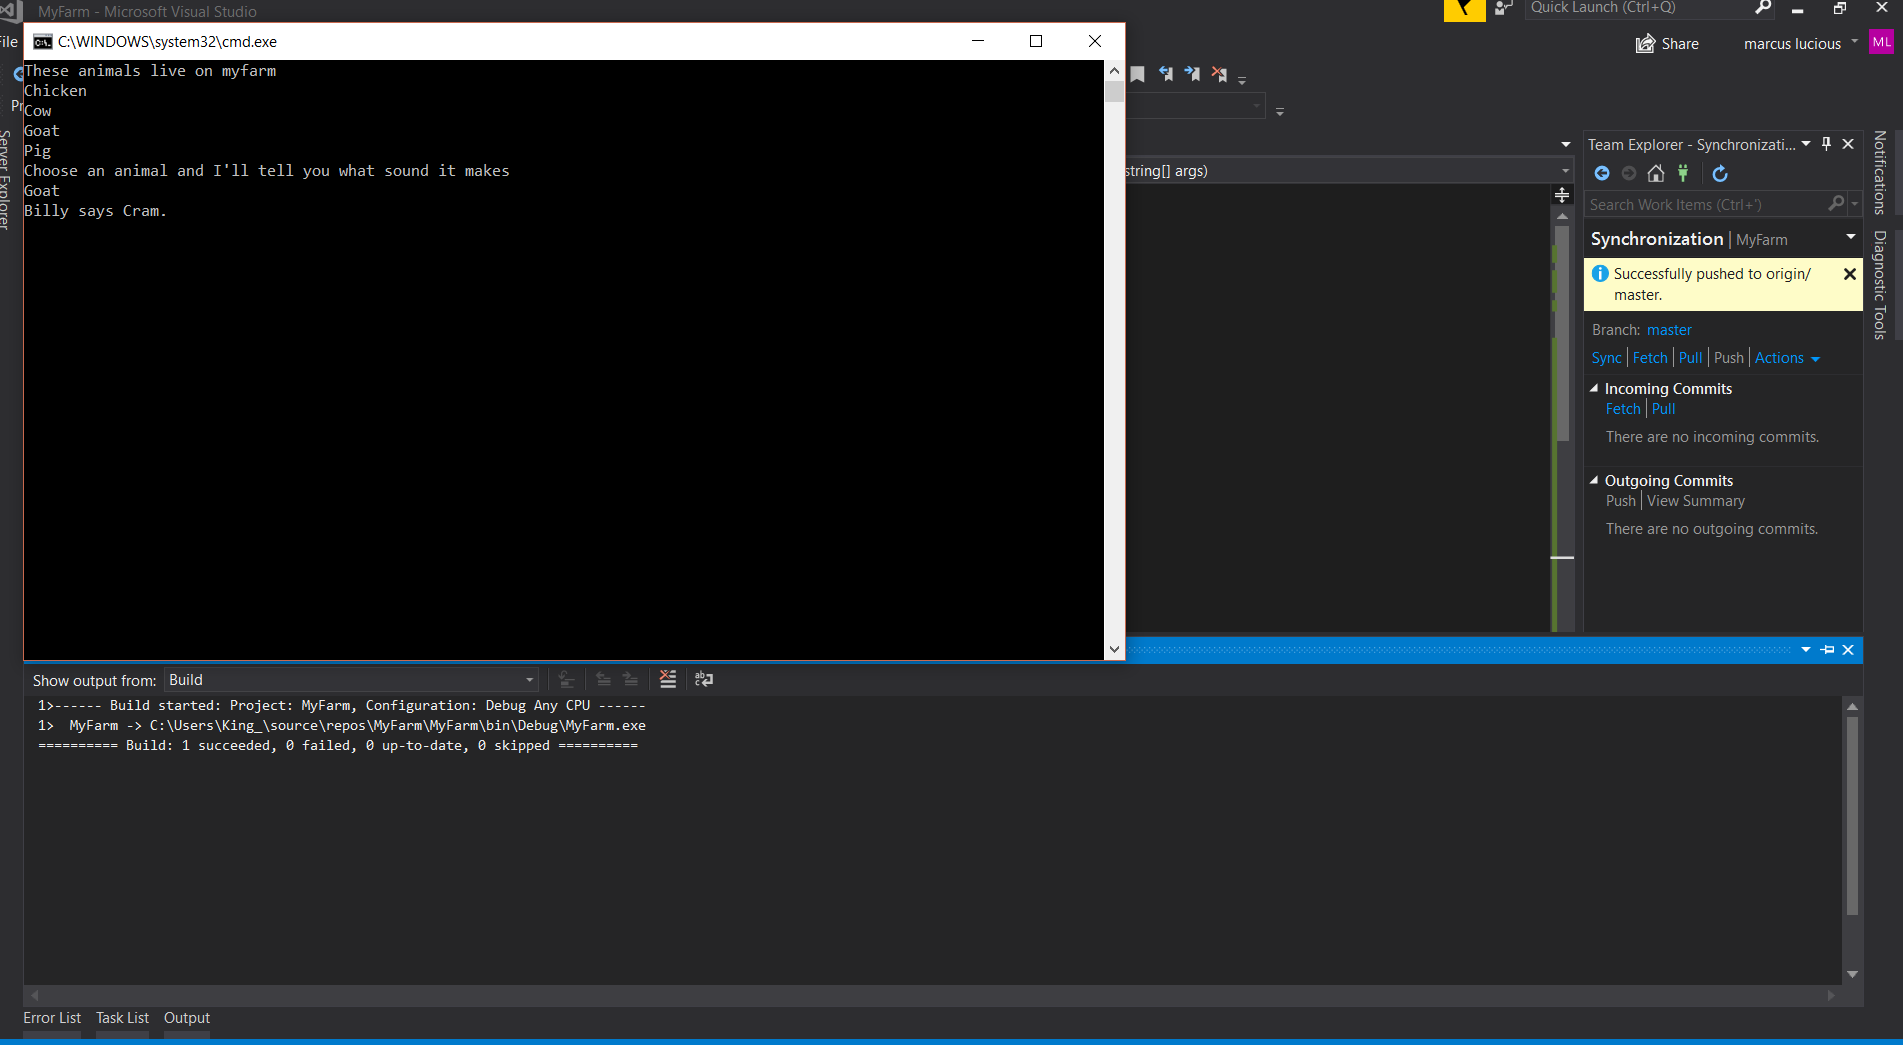 MyFarm - Microsoft Visual Studio
Quick Launch (Ctrl+Q)
File
C:\WINDOWS\system32\cmd.exe
Share
marcus lucious
ML
These animals live on myfarm
Chicken
Cow
Goat
Pig
Choose an animal and I'll tell you what sound it makes
Goat
Billy says Cram.
Server Explorer
string[] args)
Team Explorer - Synchronizati...
Search Work Items (Ctrl+')
Synchronization | MyFarm
Successfully pushed to origin/
master.
Branch: master
Sync | Fetch | Pull | Push | Actions
Incoming Commits
Fetch | Pull
There are no incoming commits.
Outgoing Commits
Push | View Summary
There are no outgoing commits.
Notifications
Diagnostic Tools
Show output from: Build
1>------ Build started: Project: MyFarm, Configuration: Debug Any CPU ------
1>  MyFarm -> C:\Users\King_\source\repos\MyFarm\MyFarm\bin\Debug\MyFarm.exe
========== Build: 1 succeeded, 0 failed, 0 up-to-date, 0 skipped ==========
Error List Task List Output